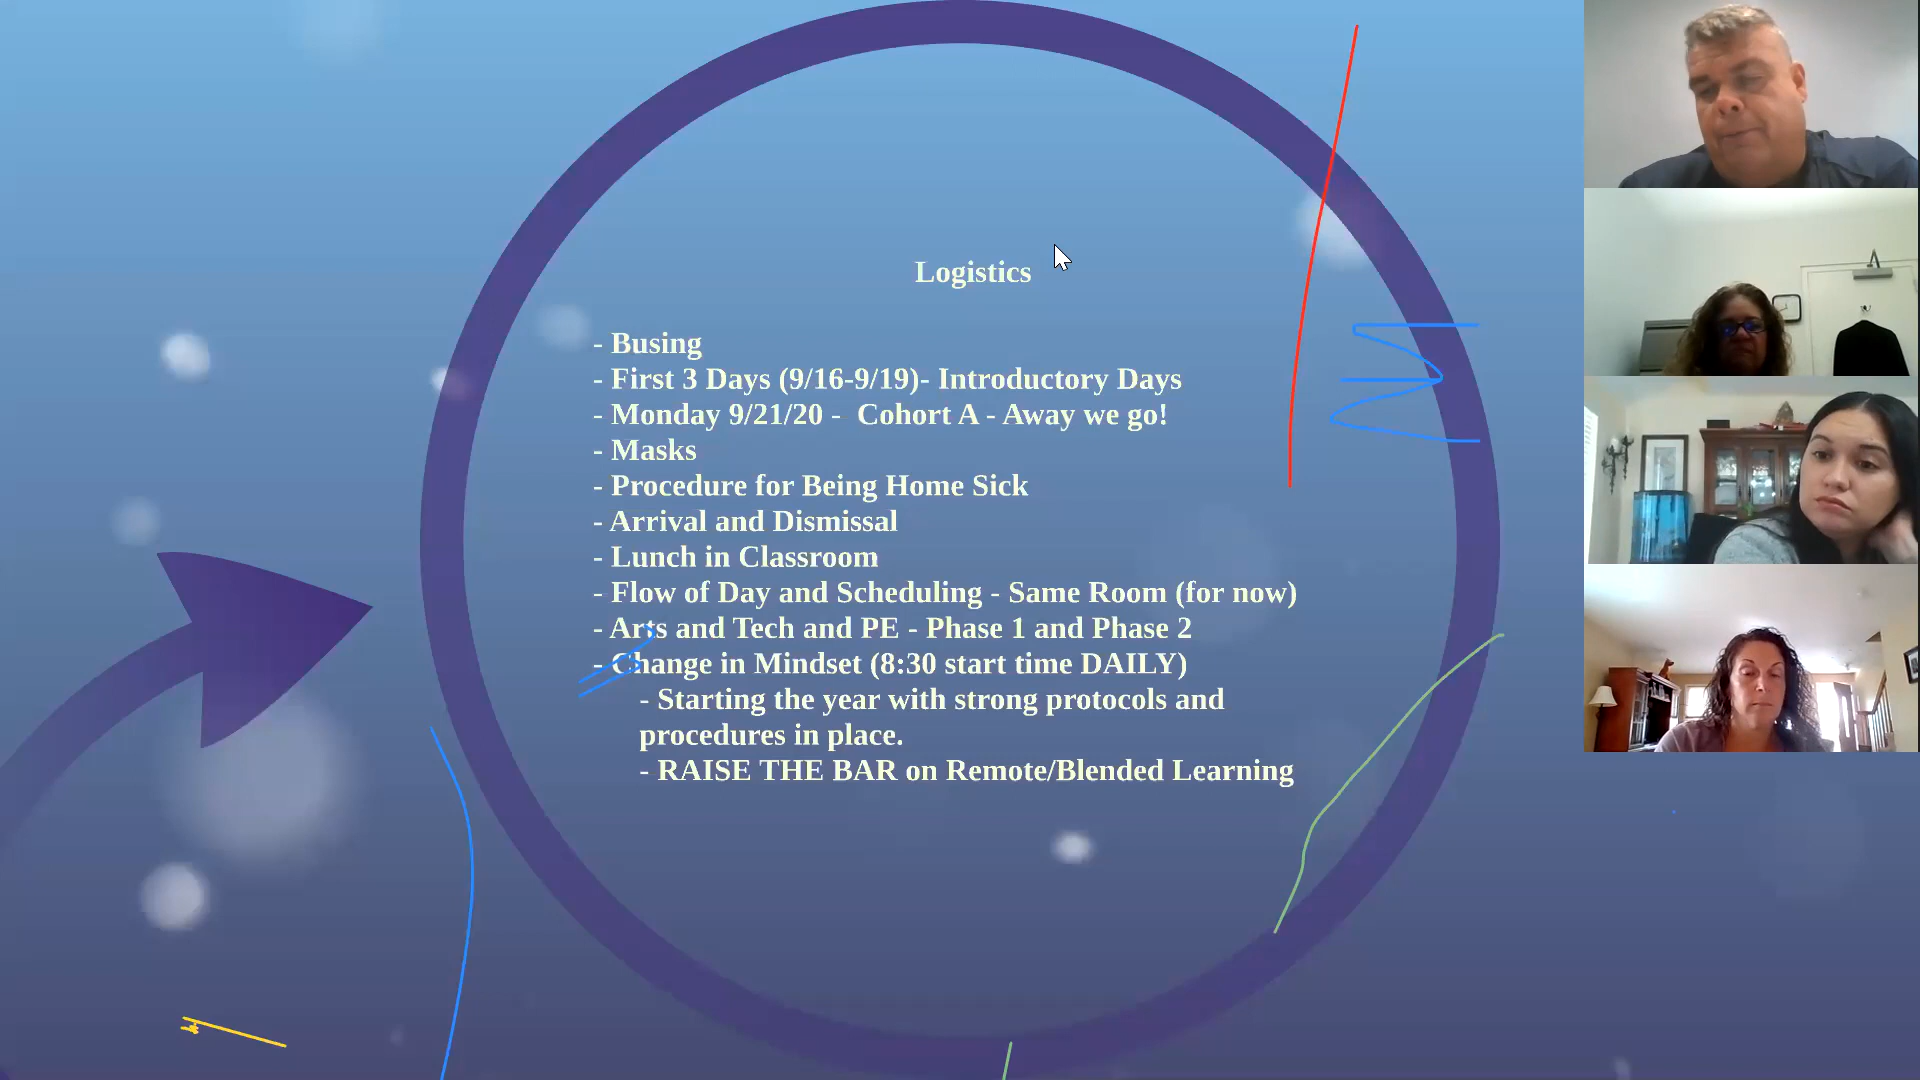 Logistics
- Busing
- First 3 Days (9/16-9/19)- Introductory Days
- Monday 9/21/20 -  Cohort A - Away we go!
- Masks
- Procedure for Being Home Sick
- Arrival and Dismissal
- Lunch in Classroom
- Flow of Day and Scheduling - Same Room (for now)
- Arts and Tech and PE - Phase 1 and Phase 2
- Change in Mindset (8:30 start time DAILY)
- Starting the year with strong protocols and
procedures in place.
- RAISE THE BAR on Remote/Blended Learning